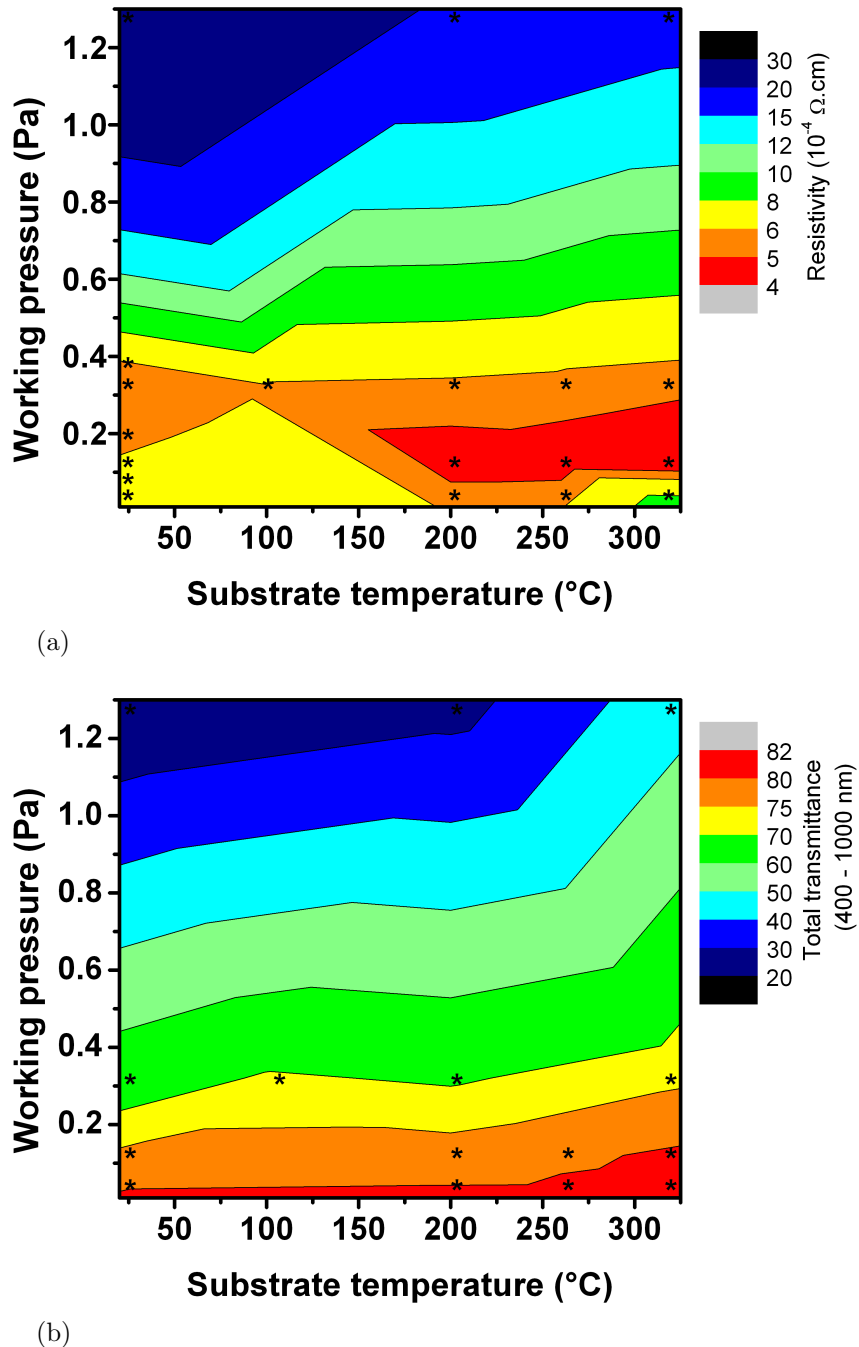 1.2
1.0
0.8
0.6
0.4
0.2
Working pressure (Pa)
50 100 150 200 250 300
Substrate temperature (°C)
30
20
15
12
10
8
6
5
4
Resistivity (10⁻⁴ Ω.cm)
(a)
1.2
1.0
0.8
0.6
0.4
0.2
Working pressure (Pa)
50 100 150 200 250 300
Substrate temperature (°C)
82
80
75
70
60
50
40
30
20
Total transmittance
(400 - 1000 nm)
(b)